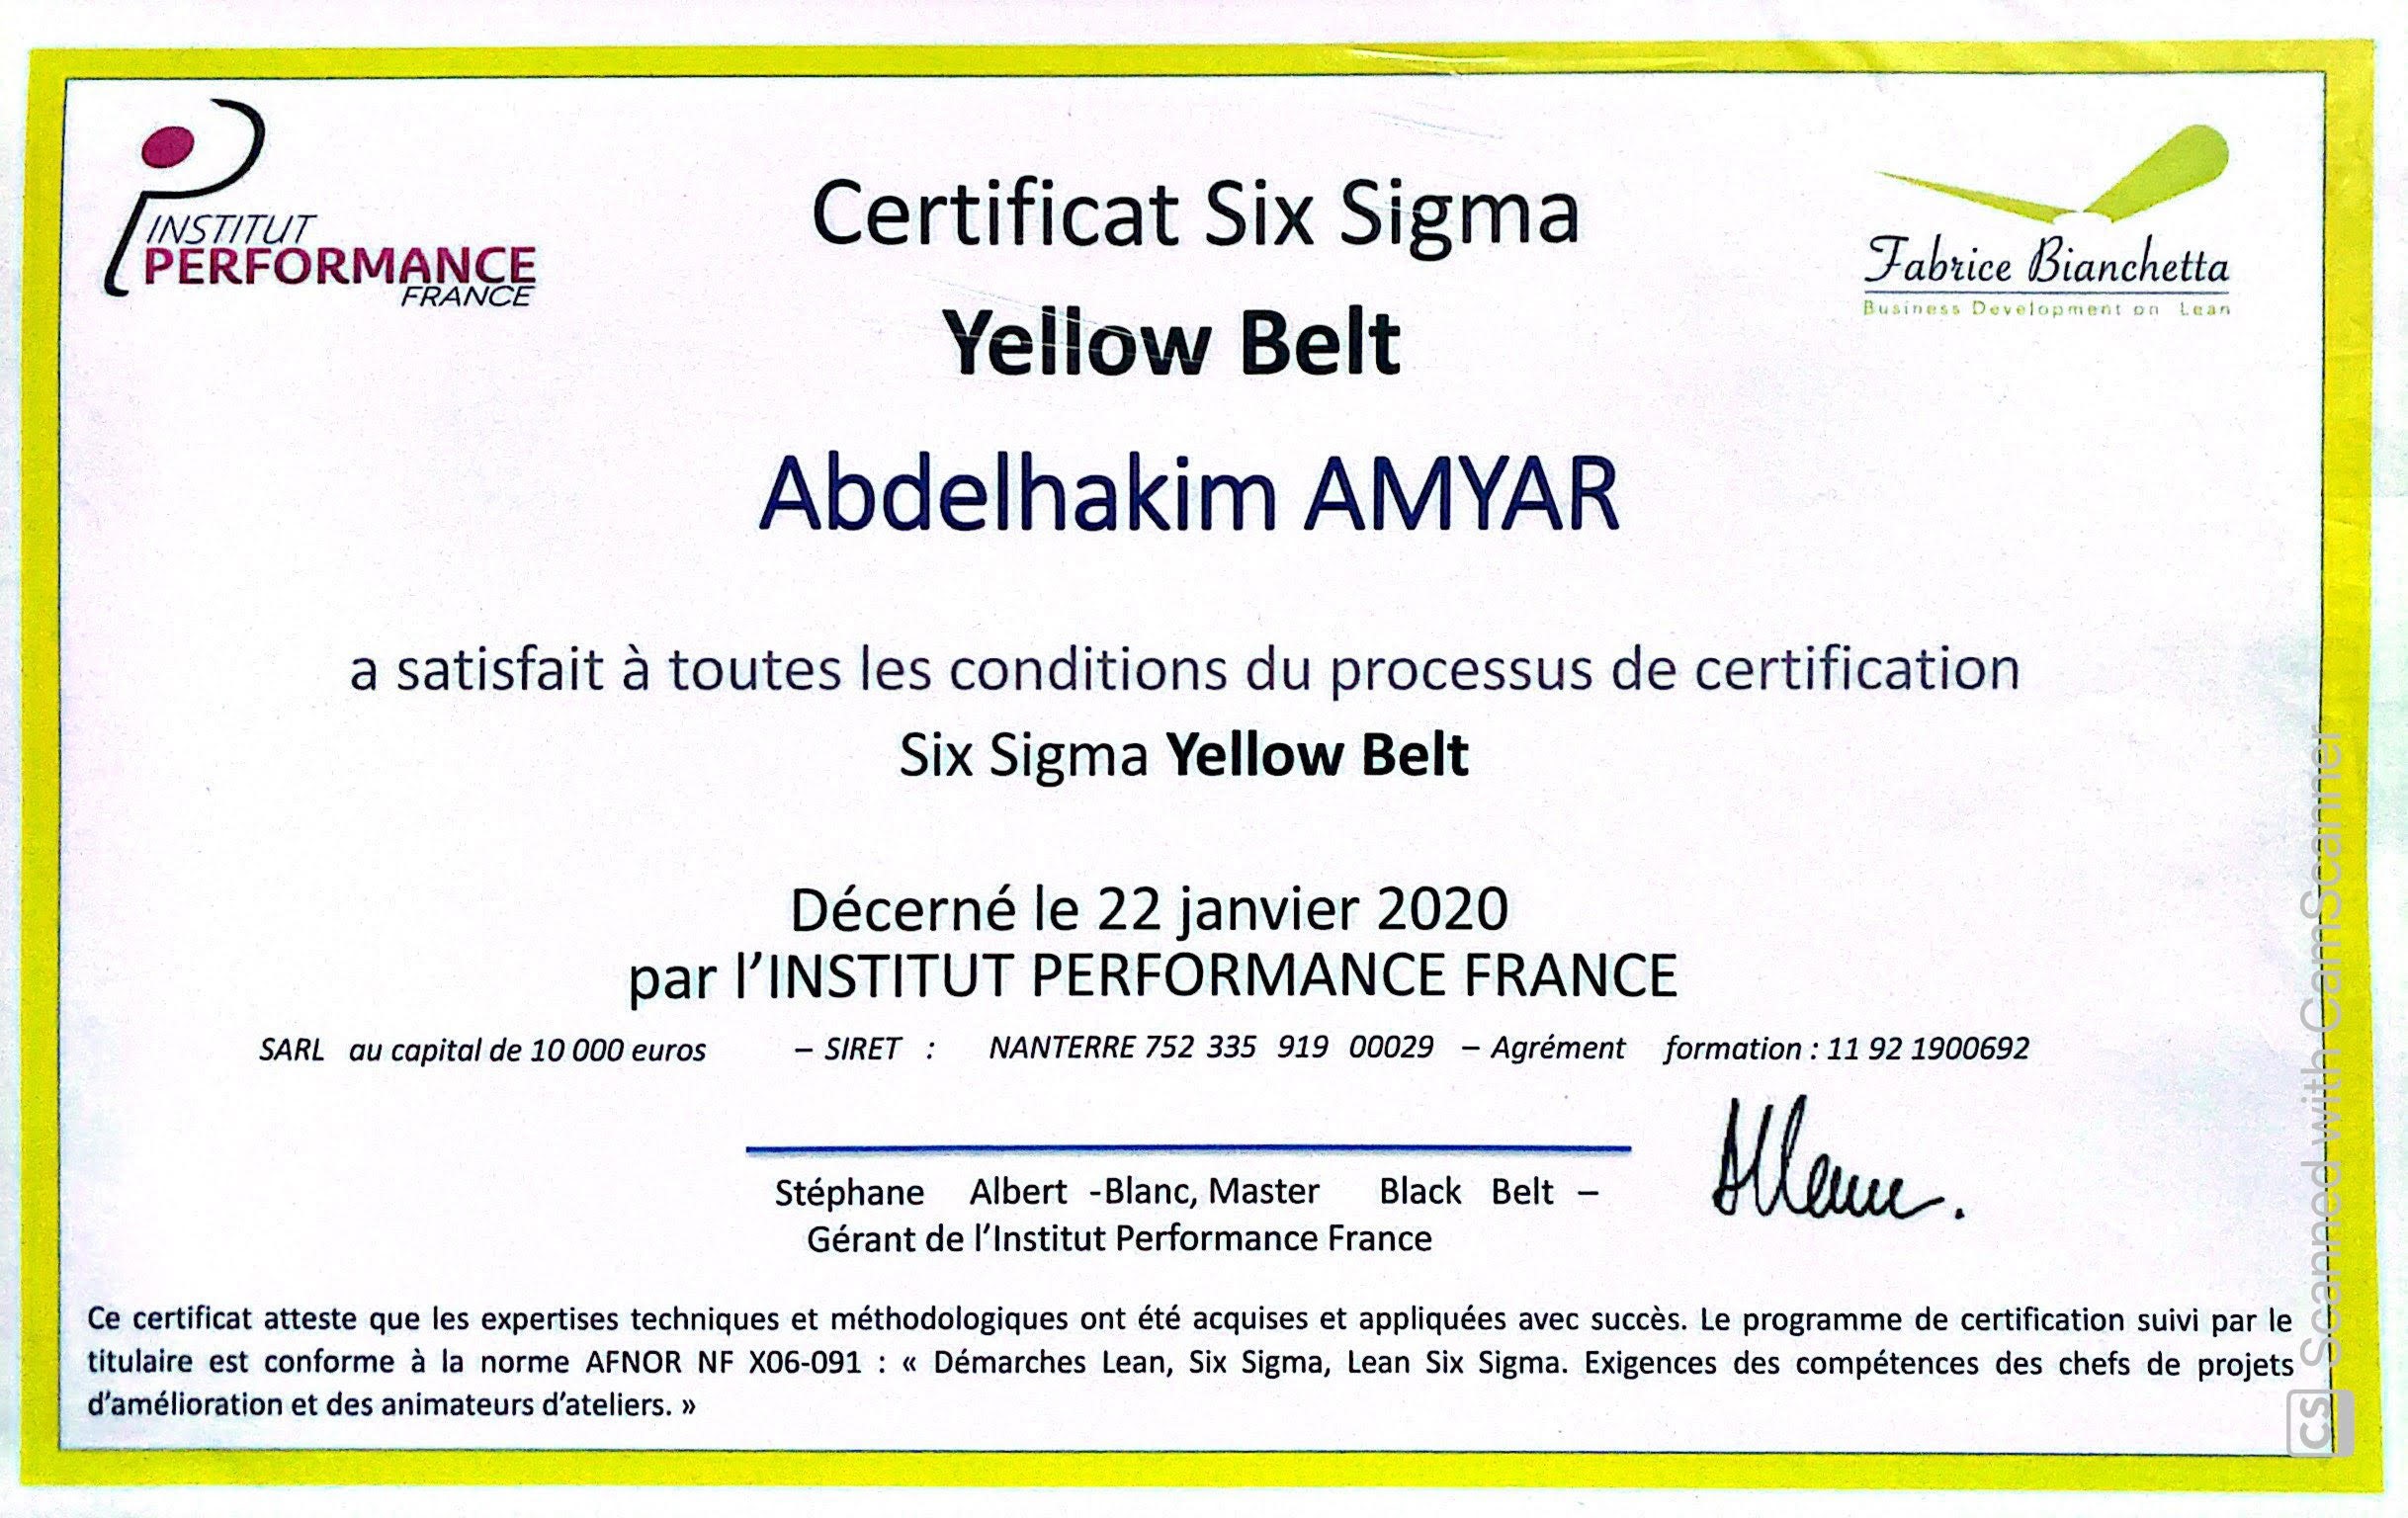 INSTITUT
PERFORMANCE
FRANCE
Certificat Six Sigma
Yellow Belt
Fabrice Bianchetta
Business Development on Lean
Abdelhakim AMYAR
a satisfait à toutes les conditions du processus de certification
Six Sigma Yellow Belt
Décerné le 22 janvier 2020
par l’INSTITUT PERFORMANCE FRANCE
SARL au capital de 10 000 euros – SIRET : NANTERRE 752 335 919 00029 – Agrément formation : 11 92 1900692
Stéphane Albert -Blanc, Master Black Belt –
Gérant de l’Institut Performance France
Ce certificat atteste que les expertises techniques et méthodologiques ont été acquises et appliquées avec succès. Le programme de certification suivi par le
titulaire est conforme à la norme AFNOR NF X06-091 : « Démarches Lean, Six Sigma, Lean Six Sigma. Exigences des compétences des chefs de projets
d’amélioration et des animateurs d’ateliers. »
CS Scanned with CamScanner